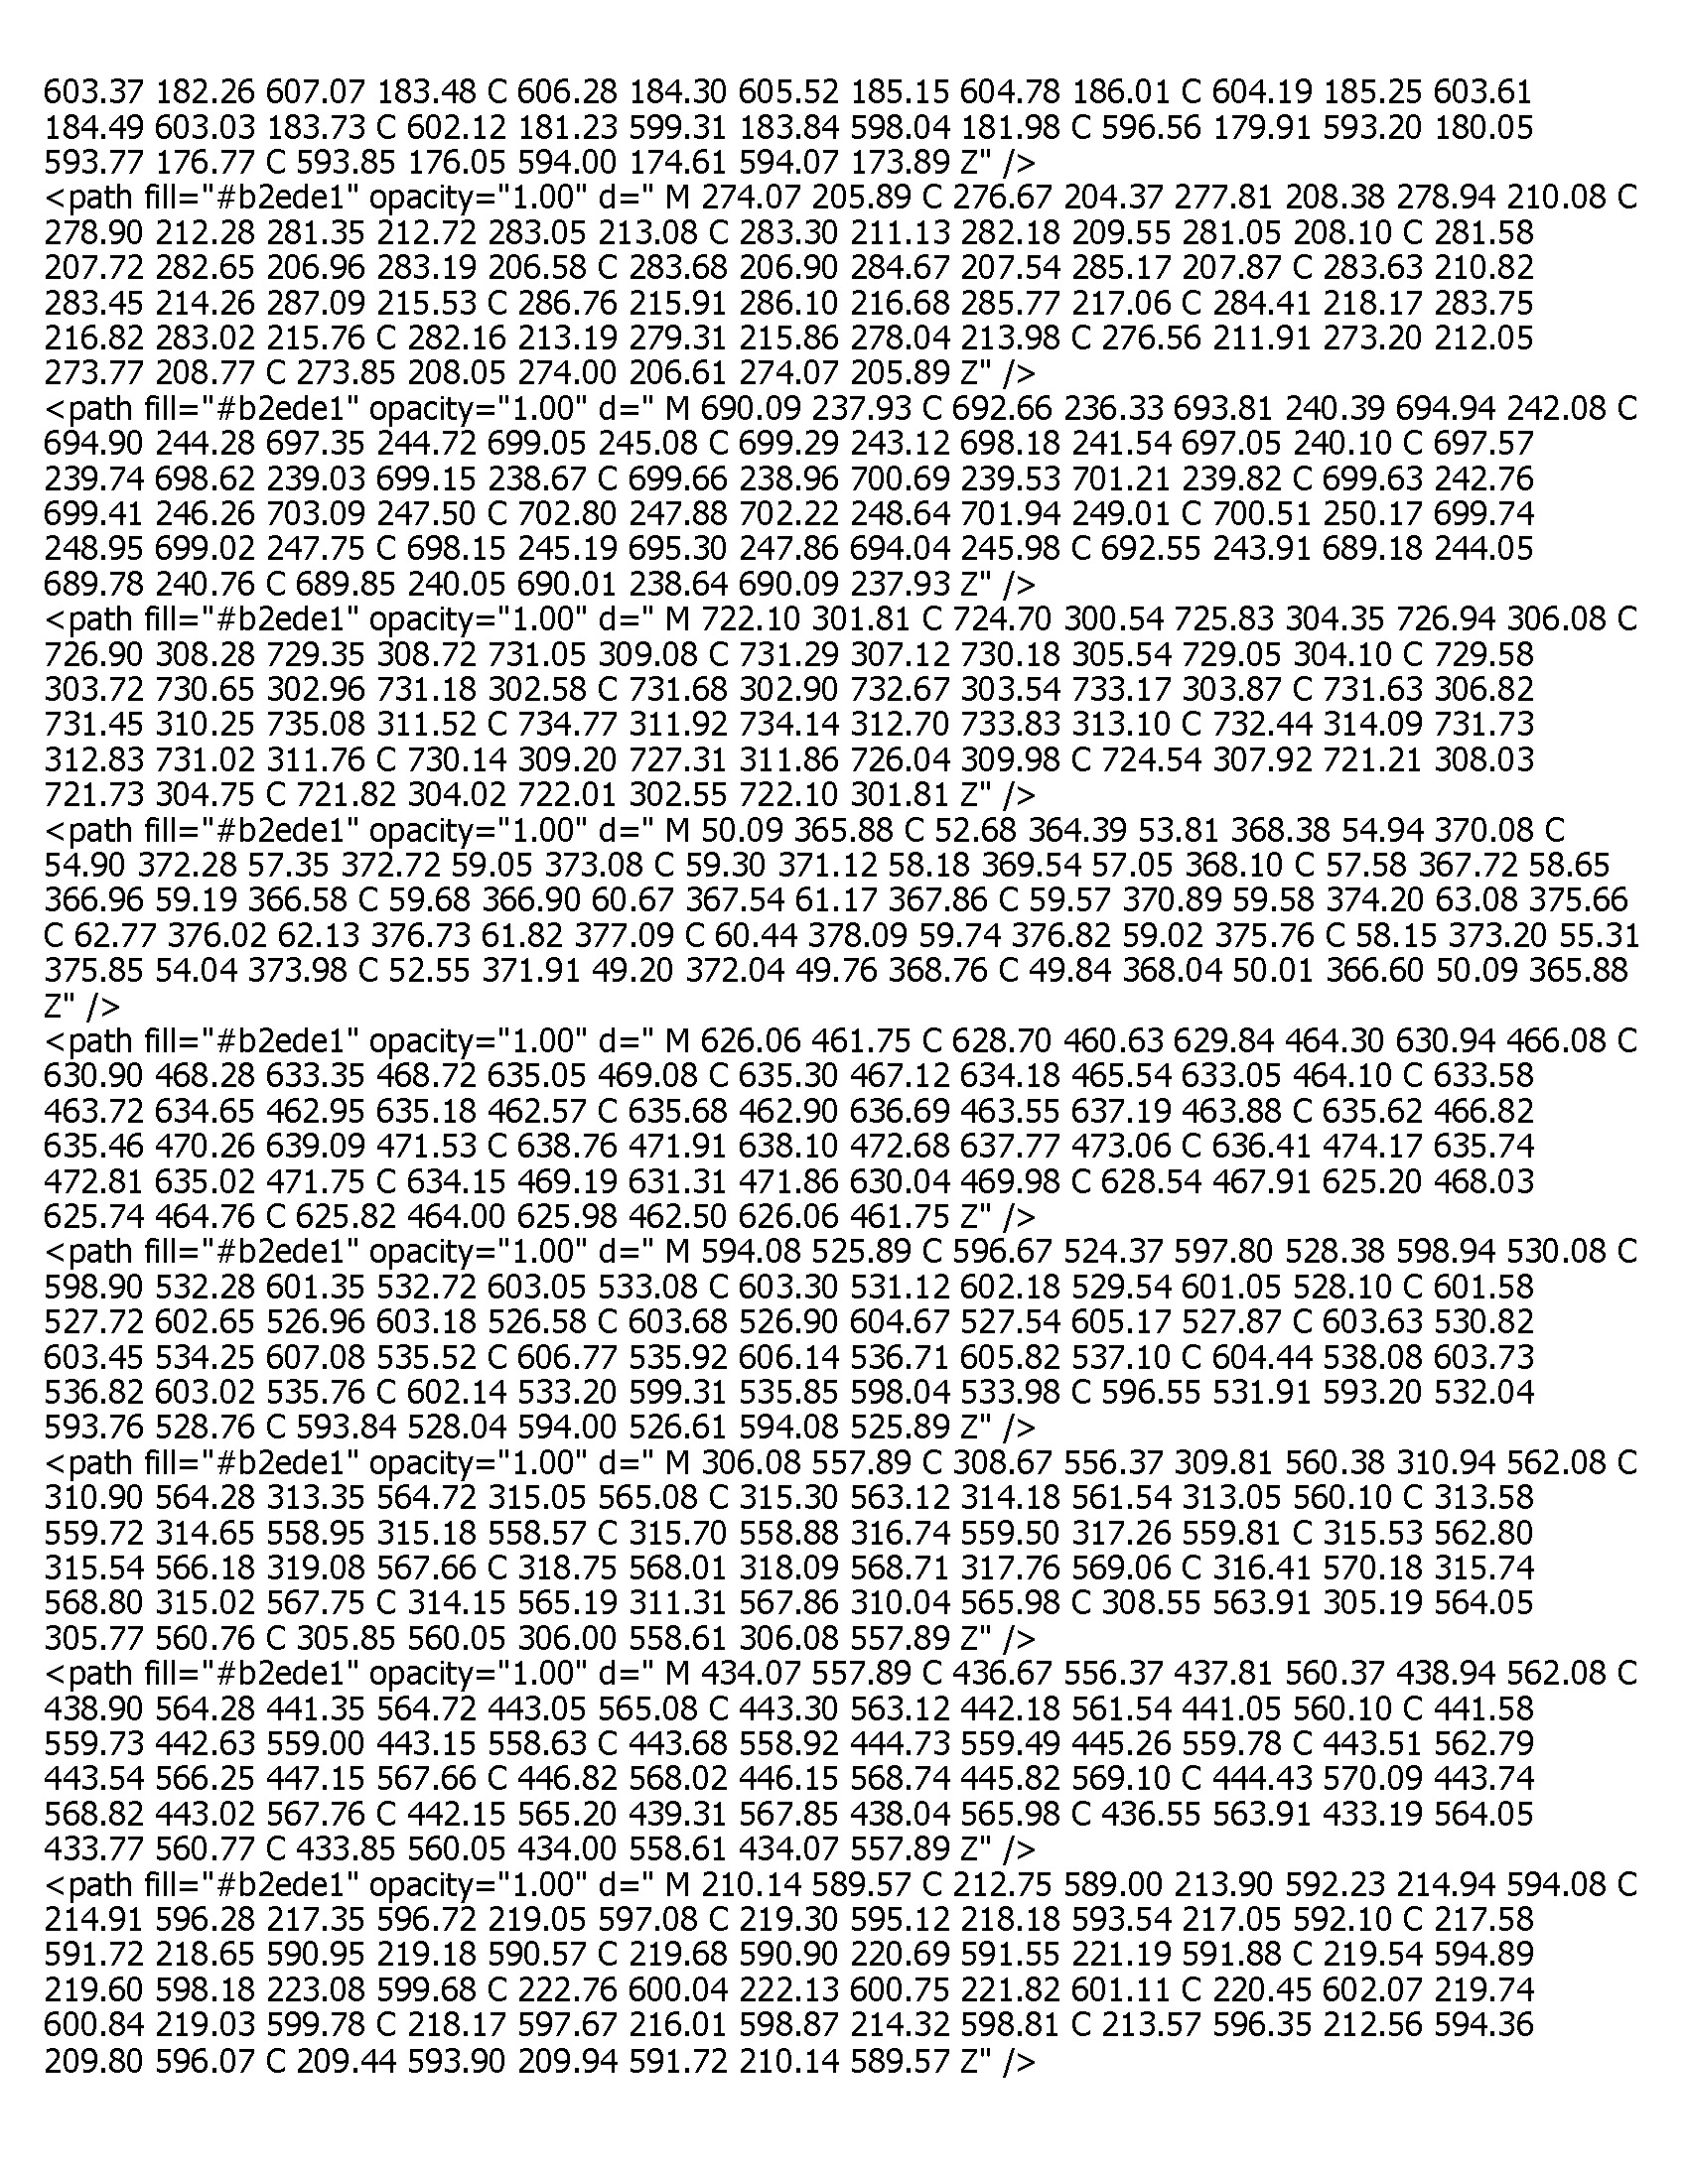 603.37 182.26 607.07 183.48 C 606.28 184.30 605.52 185.15 604.78 186.01 C 604.19 185.25 603.61
184.49 603.03 183.73 C 602.12 181.23 599.31 183.84 598.04 181.98 C 596.56 179.91 593.20 180.05
593.77 176.77 C 593.85 176.05 594.00 174.61 594.07 173.89 Z" />
<path fill="#b2ede1" opacity="1.00" d=" M 274.07 205.89 C 276.67 204.37 277.81 208.38 278.94 210.08 C
278.90 212.28 281.35 212.72 283.05 213.08 C 283.30 211.13 282.18 209.55 281.05 208.10 C 281.58
207.72 282.65 206.96 283.19 206.58 C 283.68 206.90 284.67 207.54 285.17 207.87 C 283.63 210.82
283.45 214.26 287.09 215.53 C 286.76 215.91 286.10 216.68 285.77 217.06 C 284.41 218.17 283.75
216.82 283.02 215.76 C 282.16 213.19 279.31 215.86 278.04 213.98 C 276.56 211.91 273.20 212.05
273.77 208.77 C 273.85 208.05 274.00 206.61 274.07 205.89 Z" />
<path fill="#b2ede1" opacity="1.00" d=" M 690.09 237.93 C 692.66 236.33 693.81 240.39 694.94 242.08 C
694.90 244.28 697.35 244.72 699.05 245.08 C 699.29 243.12 698.18 241.54 697.05 240.10 C 697.57
239.74 698.62 239.03 699.15 238.67 C 699.66 238.96 700.69 239.53 701.21 239.82 C 699.63 242.76
699.41 246.26 703.09 247.50 C 702.80 247.88 702.22 248.64 701.94 249.01 C 700.51 250.17 699.74
248.95 699.02 247.75 C 698.15 245.19 695.30 247.86 694.04 245.98 C 692.55 243.91 689.18 244.05
689.78 240.76 C 689.85 240.05 690.01 238.64 690.09 237.93 Z" />
<path fill="#b2ede1" opacity="1.00" d=" M 722.10 301.81 C 724.70 300.54 725.83 304.35 726.94 306.08 C
726.90 308.28 729.35 308.72 731.05 309.08 C 731.29 307.12 730.18 305.54 729.05 304.10 C 729.58
303.72 730.65 302.96 731.18 302.58 C 731.68 302.90 732.67 303.54 733.17 303.87 C 731.63 306.82
731.45 310.25 735.08 311.52 C 734.77 311.92 734.14 312.70 733.83 313.10 C 732.44 314.09 731.73
312.83 731.02 311.76 C 730.14 309.20 727.31 311.86 726.04 309.98 C 724.54 307.92 721.21 308.03
721.73 304.75 C 721.82 304.02 722.01 302.55 722.10 301.81 Z" />
<path fill="#b2ede1" opacity="1.00" d=" M 50.09 365.88 C 52.68 364.39 53.81 368.38 54.94 370.08 C
54.90 372.28 57.35 372.72 59.05 373.08 C 59.30 371.12 58.18 369.54 57.05 368.10 C 57.58 367.72 58.65
366.96 59.19 366.58 C 59.68 366.90 60.67 367.54 61.17 367.86 C 59.57 370.89 59.58 374.20 63.08 375.66
C 62.77 376.02 62.13 376.73 61.82 377.09 C 60.44 378.09 59.74 376.82 59.02 375.76 C 58.15 373.20 55.31
375.85 54.04 373.98 C 52.55 371.91 49.20 372.04 49.76 368.76 C 49.84 368.04 50.01 366.60 50.09 365.88
Z" />
<path fill="#b2ede1" opacity="1.00" d=" M 626.06 461.75 C 628.70 460.63 629.84 464.30 630.94 466.08 C
630.90 468.28 633.35 468.72 635.05 469.08 C 635.30 467.12 634.18 465.54 633.05 464.10 C 633.58
463.72 634.65 462.95 635.18 462.57 C 635.68 462.90 636.69 463.55 637.19 463.88 C 635.62 466.82
635.46 470.26 639.09 471.53 C 638.76 471.91 638.10 472.68 637.77 473.06 C 636.41 474.17 635.74
472.81 635.02 471.75 C 634.15 469.19 631.31 471.86 630.04 469.98 C 628.54 467.91 625.20 468.03
625.74 464.76 C 625.82 464.00 625.98 462.50 626.06 461.75 Z" />
<path fill="#b2ede1" opacity="1.00" d=" M 594.08 525.89 C 596.67 524.37 597.80 528.38 598.94 530.08 C
598.90 532.28 601.35 532.72 603.05 533.08 C 603.30 531.12 602.18 529.54 601.05 528.10 C 601.58
527.72 602.65 526.96 603.18 526.58 C 603.68 526.90 604.67 527.54 605.17 527.87 C 603.63 530.82
603.45 534.25 607.08 535.52 C 606.77 535.92 606.14 536.71 605.82 537.10 C 604.44 538.08 603.73
536.82 603.02 535.76 C 602.14 533.20 599.31 535.85 598.04 533.98 C 596.55 531.91 593.20 532.04
593.76 528.76 C 593.84 528.04 594.00 526.61 594.08 525.89 Z" />
<path fill="#b2ede1" opacity="1.00" d=" M 306.08 557.89 C 308.67 556.37 309.81 560.38 310.94 562.08 C
310.90 564.28 313.35 564.72 315.05 565.08 C 315.30 563.12 314.18 561.54 313.05 560.10 C 313.58
559.72 314.65 558.95 315.18 558.57 C 315.70 558.88 316.74 559.50 317.26 559.81 C 315.53 562.80
315.54 566.18 319.08 567.66 C 318.75 568.01 318.09 568.71 317.76 569.06 C 316.41 570.18 315.74
568.80 315.02 567.75 C 314.15 565.19 311.31 567.86 310.04 565.98 C 308.55 563.91 305.19 564.05
305.77 560.76 C 305.85 560.05 306.00 558.61 306.08 557.89 Z" />
<path fill="#b2ede1" opacity="1.00" d=" M 434.07 557.89 C 436.67 556.37 437.81 560.37 438.94 562.08 C
438.90 564.28 441.35 564.72 443.05 565.08 C 443.30 563.12 442.18 561.54 441.05 560.10 C 441.58
559.73 442.63 559.00 443.15 558.63 C 443.68 558.92 444.73 559.49 445.26 559.78 C 443.51 562.79
443.54 566.25 447.15 567.66 C 446.82 568.02 446.15 568.74 445.82 569.10 C 444.43 570.09 443.74
568.82 443.02 567.76 C 442.15 565.20 439.31 567.85 438.04 565.98 C 436.55 563.91 433.19 564.05
433.77 560.77 C 433.85 560.05 434.00 558.61 434.07 557.89 Z" />
<path fill="#b2ede1" opacity="1.00" d=" M 210.14 589.57 C 212.75 589.00 213.90 592.23 214.94 594.08 C
214.91 596.28 217.35 596.72 219.05 597.08 C 219.30 595.12 218.18 593.54 217.05 592.10 C 217.58
591.72 218.65 590.95 219.18 590.57 C 219.68 590.90 220.69 591.55 221.19 591.88 C 219.54 594.89
219.60 598.18 223.08 599.68 C 222.76 600.04 222.13 600.75 221.82 601.11 C 220.45 602.07 219.74
600.84 219.03 599.78 C 218.17 597.67 216.01 598.87 214.32 598.81 C 213.57 596.35 212.56 594.36
209.80 596.07 C 209.44 593.90 209.94 591.72 210.14 589.57 Z" />